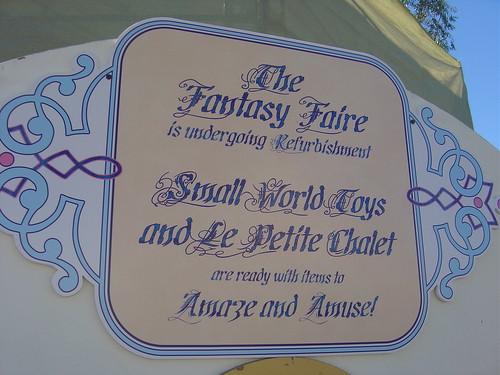 The
Fantasy Faire
is undergoing Refurbishment
Small World Toys
and Le Petite Chalet
are ready with items to
Amaze and Amuse!